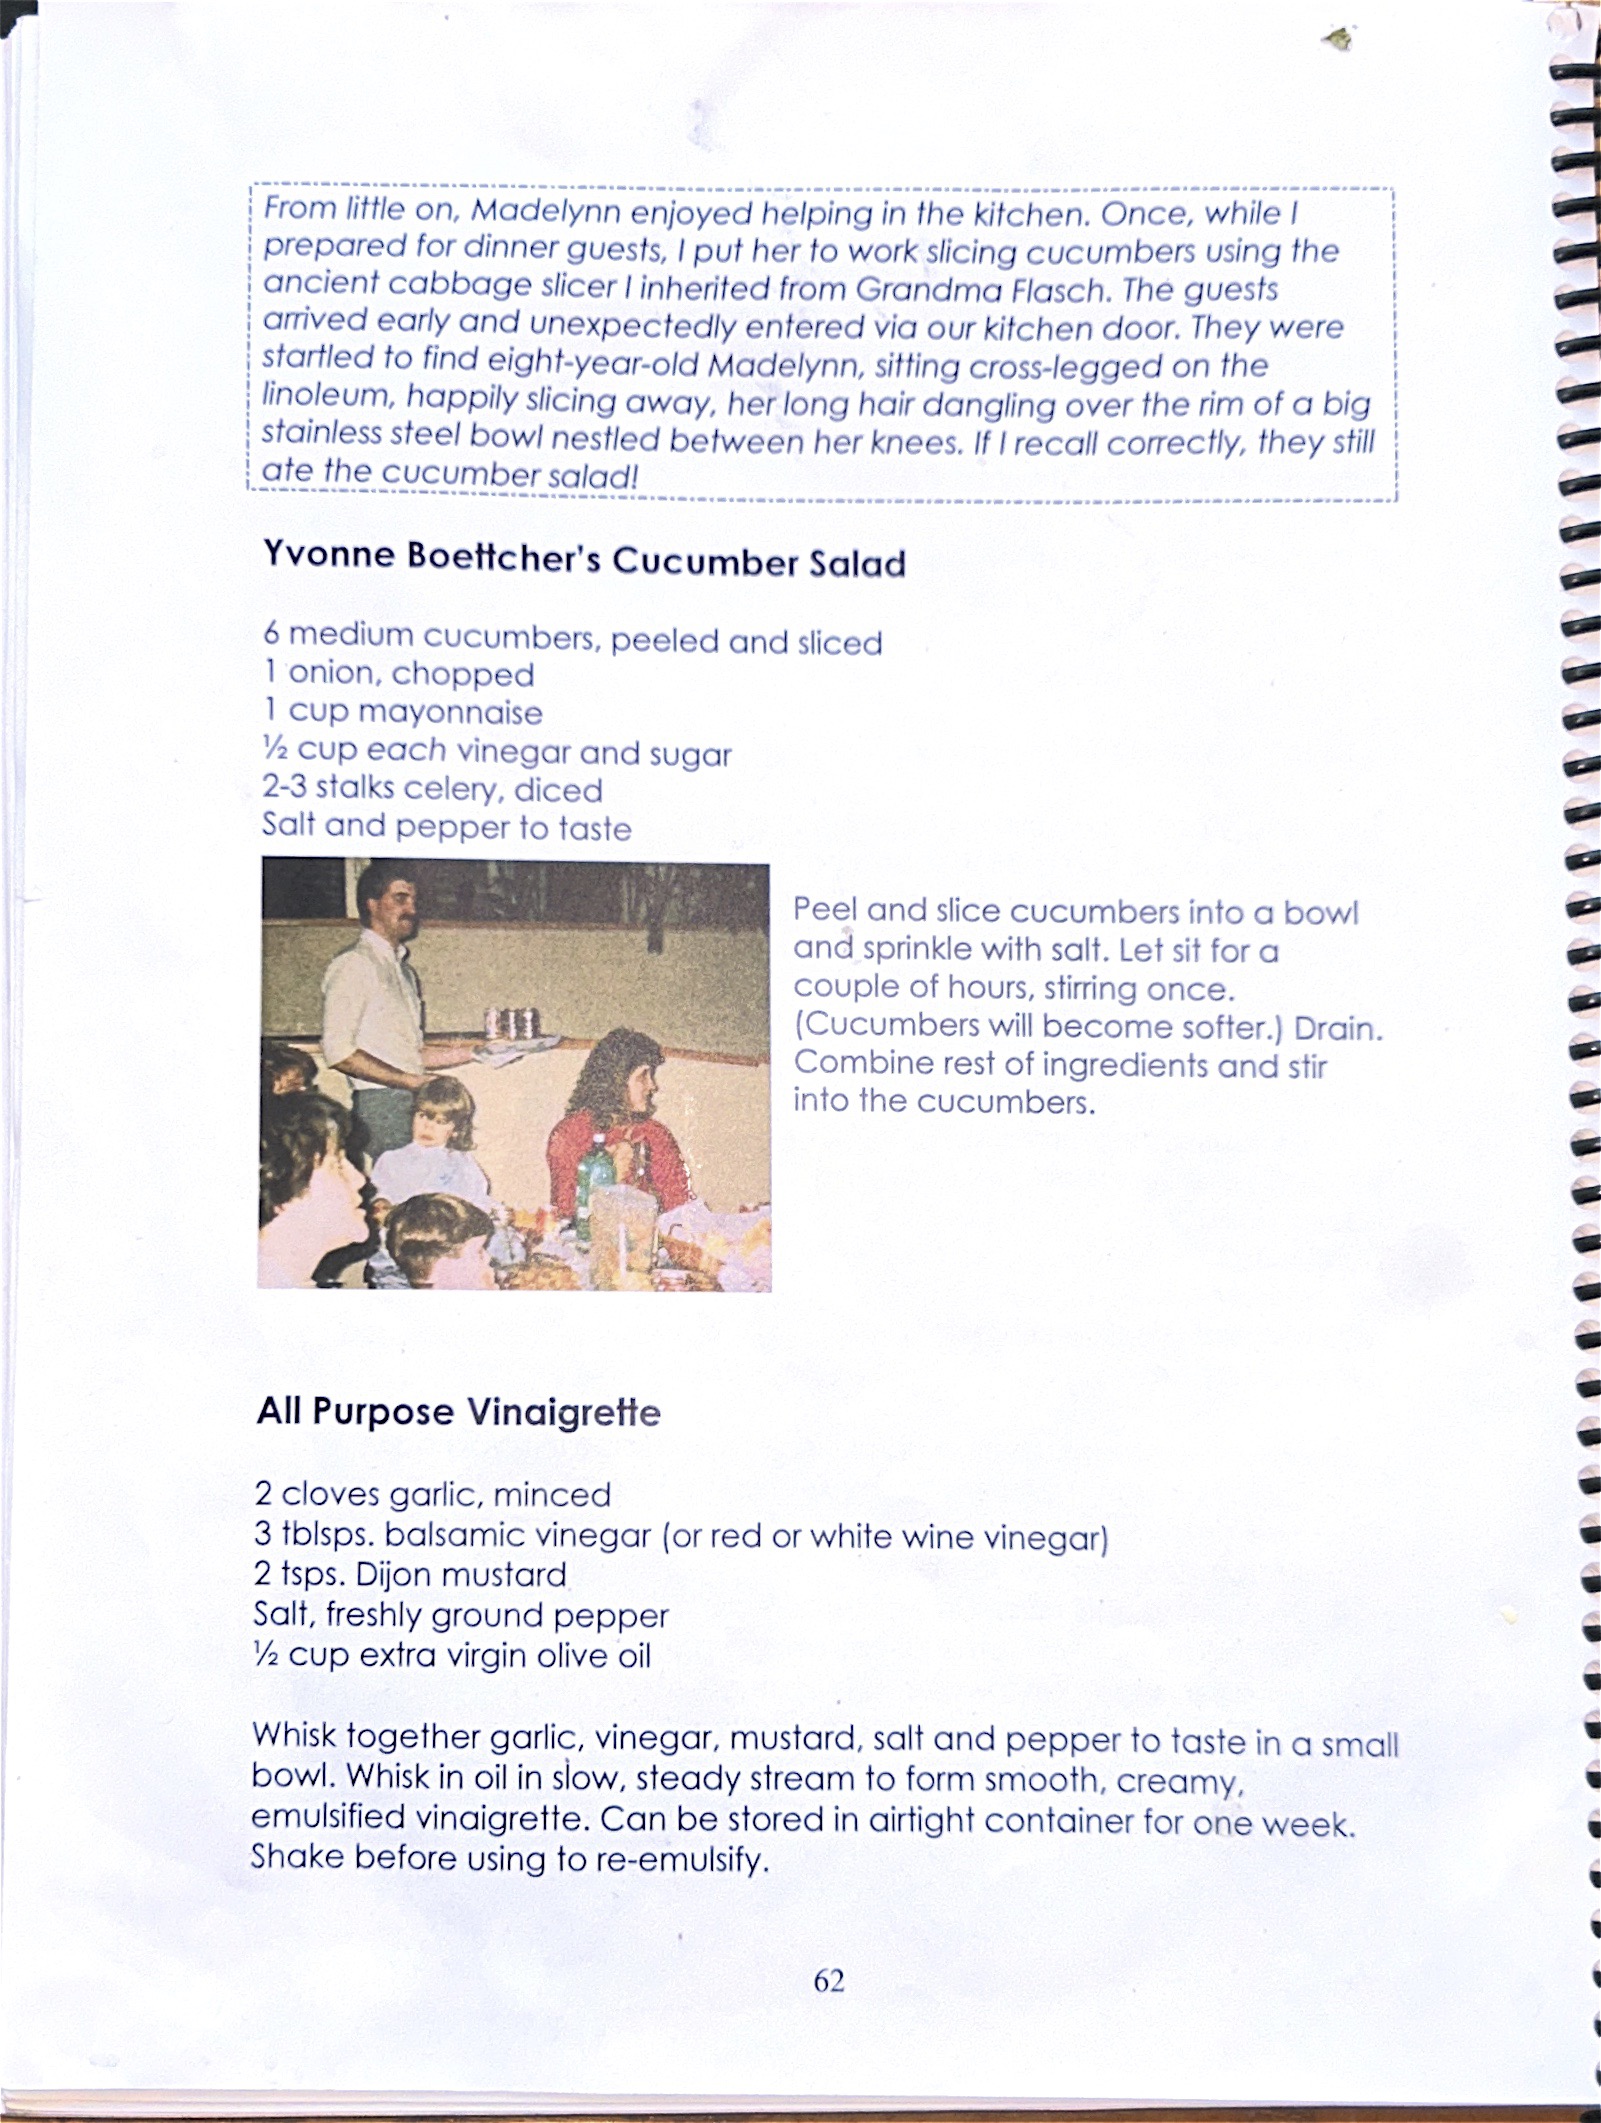 From little on, Madelynn enjoyed helping in the kitchen. Once, while I
prepared for dinner guests, I put her to work slicing cucumbers using the
ancient cabbage slicer I inherited from Grandma Flasch. The guests
arrived early and unexpectedly entered via our kitchen door. They were
startled to find eight-year-old Madelynn, sitting cross-legged on the
linoleum, happily slicing away, her long hair dangling over the rim of a big
stainless steel bowl nestled between her knees. If I recall correctly, they still
ate the cucumber salad!
Yvonne Boettcher's Cucumber Salad
6 medium cucumbers, peeled and sliced
1 onion, chopped
1 cup mayonnaise
½ cup each vinegar and sugar
2-3 stalks celery, diced
Salt and pepper to taste
Peel and slice cucumbers into a bowl
and sprinkle with salt. Let sit for a
couple of hours, stirring once.
(Cucumbers will become softer.) Drain.
Combine rest of ingredients and stir
into the cucumbers.
All Purpose Vinaigrette
2 cloves garlic, minced
3 tblsps. balsamic vinegar (or red or white wine vinegar)
2 tsps. Dijon mustard
Salt, freshly ground pepper
½ cup extra virgin olive oil
Whisk together garlic, vinegar, mustard, salt and pepper to taste in a small
bowl. Whisk in oil in slow, steady stream to form smooth, creamy,
emulsified vinaigrette. Can be stored in airtight container for one week.
Shake before using to re-emulsify.
62